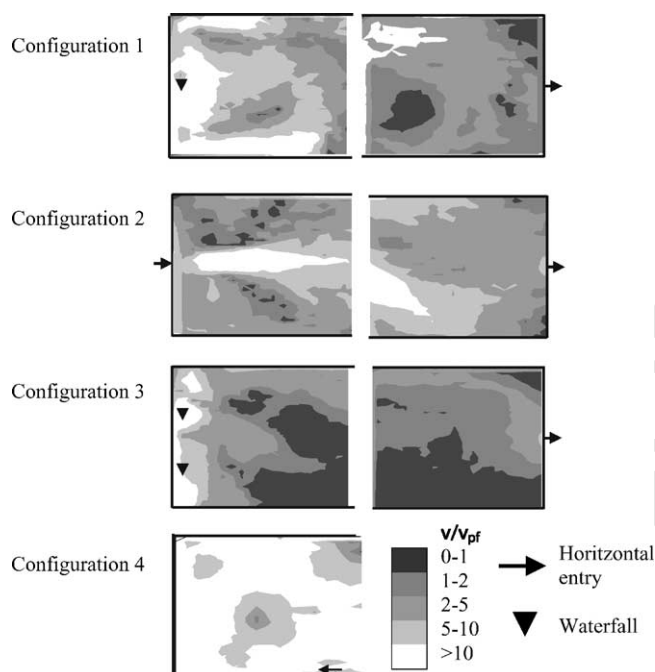 Configuration 1
Configuration 2
Configuration 3
Configuration 4
v/vpf
0-1
1-2
2-5
5-10
>10
Horitzontal
entry
Waterfall